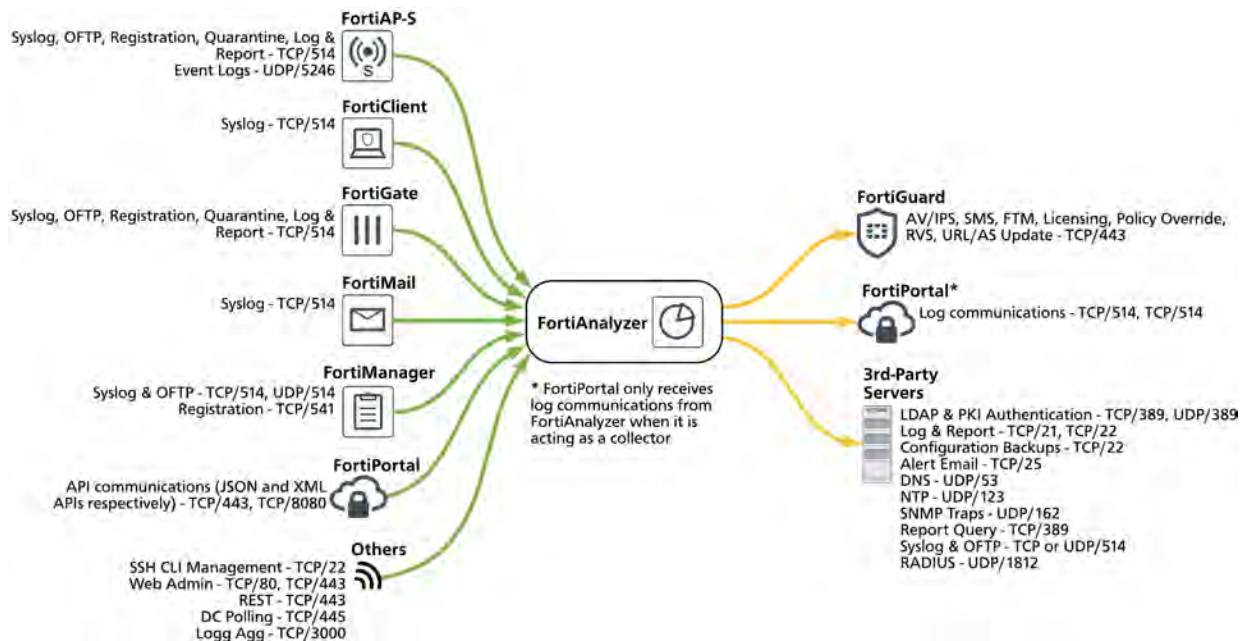 FortiAP-S
Syslog, OFTP, Registration, Quarantine, Log &
Report - TCP/514
Event Logs - UDP/5246
S
FortiClient
Syslog - TCP/514
FortiGate
Syslog, OFTP, Registration, Quarantine, Log &
Report - TCP/514
FortiMail
Syslog - TCP/514
FortiManager
Syslog & OFTP - TCP/514, UDP/514
Registration - TCP/541
FortiPortal
API communications (JSON and XML
APIs respectively) - TCP/443, TCP/8080
Others
SSH CLI Management - TCP/22
Web Admin - TCP/80, TCP/443
REST - TCP/443
DC Polling - TCP/445
Logg Agg - TCP/3000
FortiAnalyzer
* FortiPortal only receives
log communications from
FortiAnalyzer when it is
acting as a collector
FortiGuard
AV/IPS, SMS, FTM, Licensing, Policy Override,
RVS, URL/AS Update - TCP/443
FortiPortal*
Log communications - TCP/514, TCP/514
3rd-Party
Servers
LDAP & PKI Authentication - TCP/389, UDP/389
Log & Report - TCP/21, TCP/22
Configuration Backups - TCP/22
Alert Email - TCP/25
DNS - UDP/53
NTP - UDP/123
SNMP Traps - UDP/162
Report Query - TCP/389
Syslog & OFTP - TCP or UDP/514
RADIUS - UDP/1812